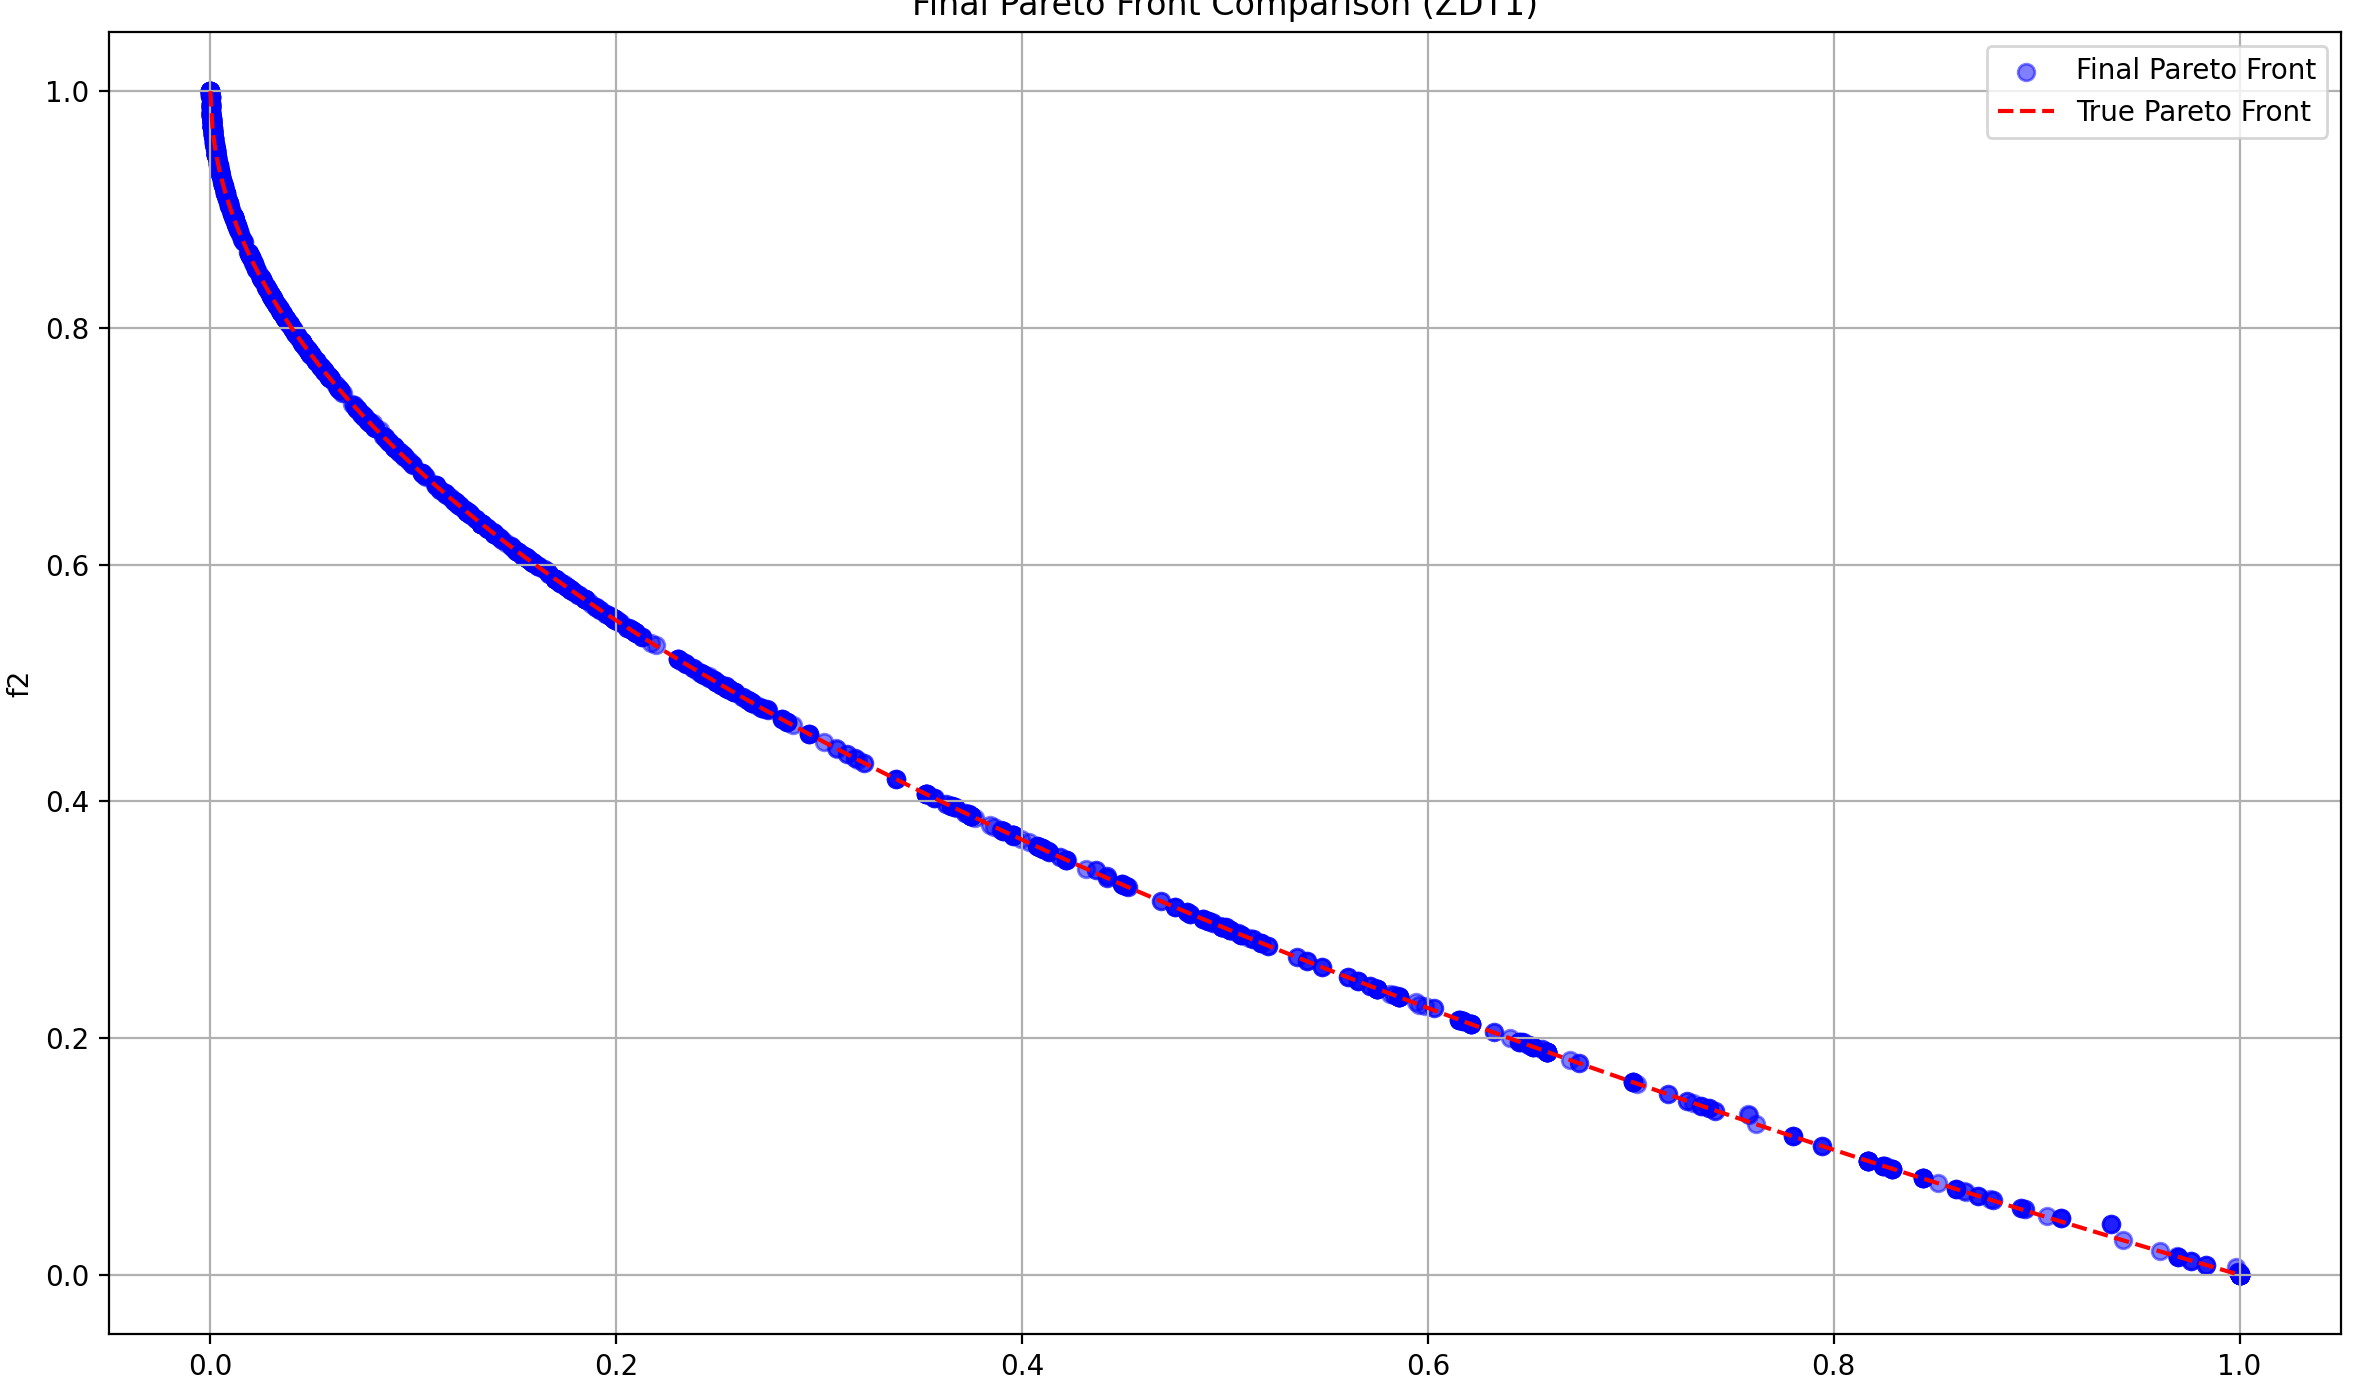 Final Pareto Front Comparison (ZDT1)
Final Pareto Front
True Pareto Front
1.0
0.8
0.6
0.4
0.2
0.0
f2
0.0 0.2 0.4 0.6 0.8 1.0